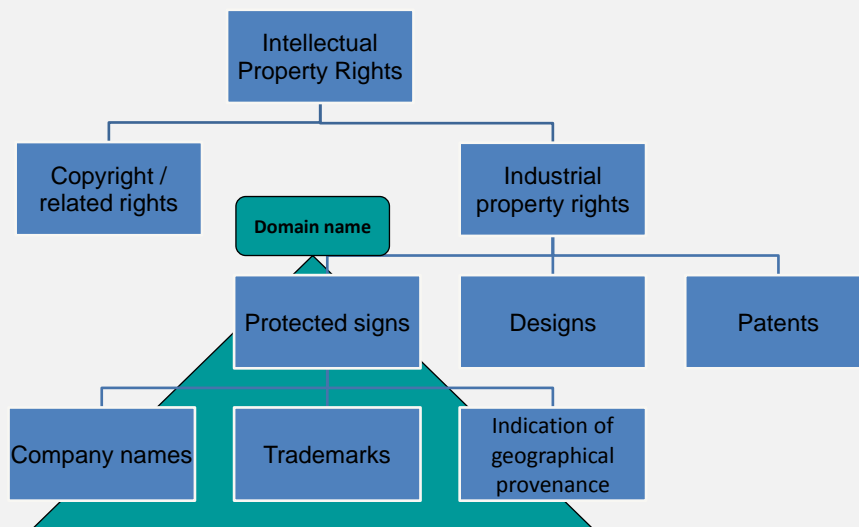 Intellectual
Property Rights
Copyright /
related rights
Industrial
property rights
Domain name
Protected signs
Designs
Patents
Company names
Trademarks
Indication of
geographical
provenance